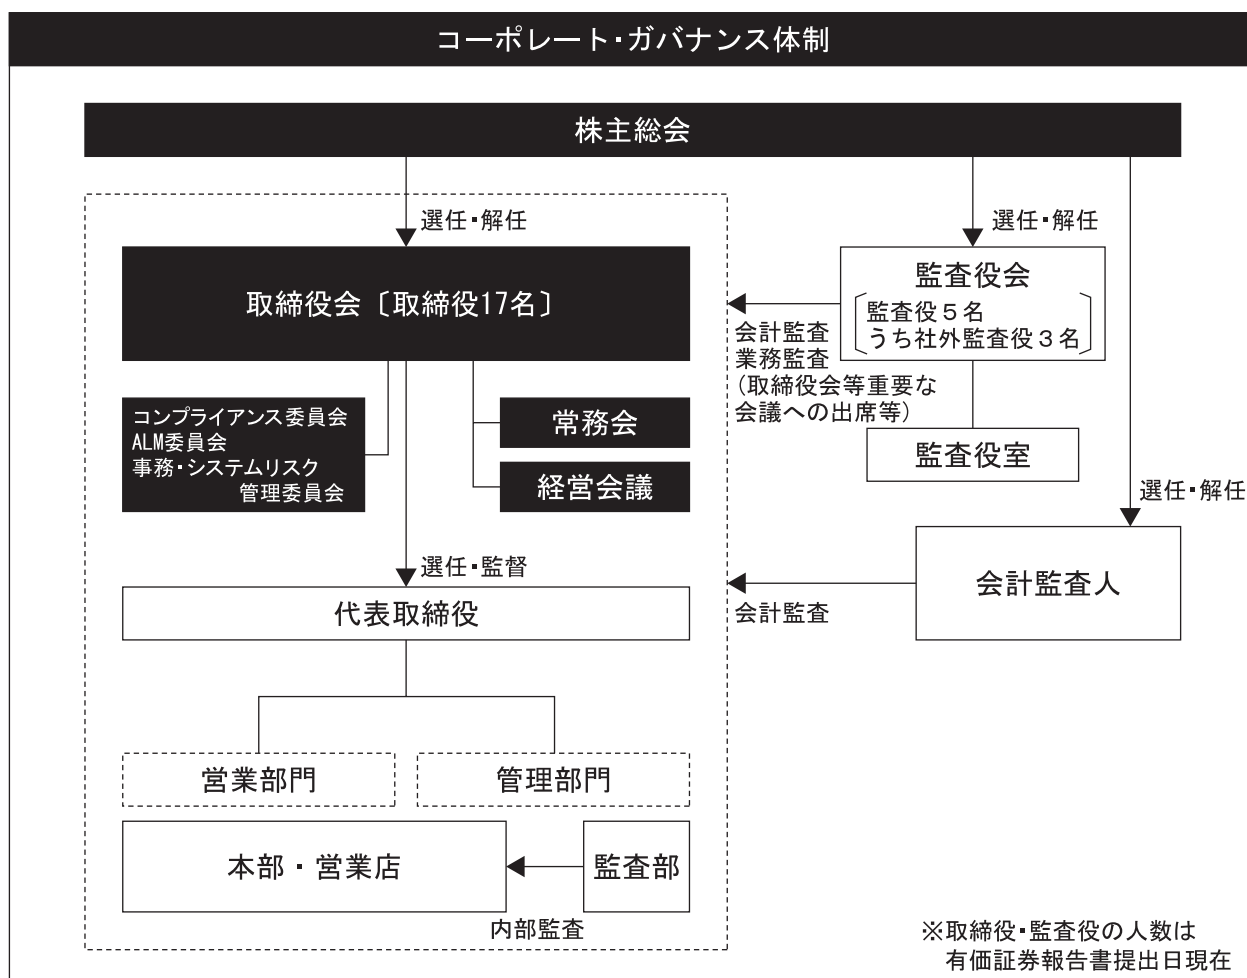 コーポレート・ガバナンス体制
株主総会
選任・解任
選任・解任
取締役会〔取締役17名〕
監査役会
監査役５名
うち社外監査役３名
会計監査
業務監査
（取締役会等重要な
会議への出席等）
コンプライアンス委員会
ALM委員会
事務・システムリスク
管理委員会
常務会
経営会議
監査役室
選任・解任
選任・監督
代表取締役
会計監査人
会計監査
営業部門
管理部門
本部・営業店
監査部
内部監査
※取締役・監査役の人数は
有価証券報告書提出日現在